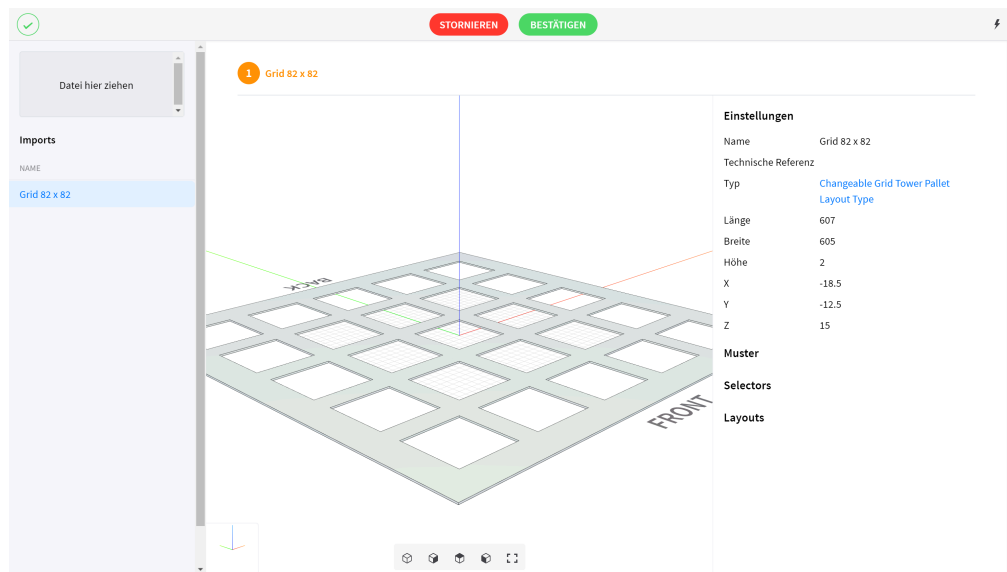 STORNIEREN
BESTÄTIGEN
Datei hier ziehen
Imports
NAME
Grid 82 x 82
1 Grid 82 x 82
BACK
FRONT
Einstellungen
Name Grid 82 x 82
Technische Referenz
Typ Changeable Grid Tower Pallet
Layout Type
Länge 607
Breite 605
Höhe 2
X -18.5
Y -12.5
Z 15
Muster
Selectors
Layouts